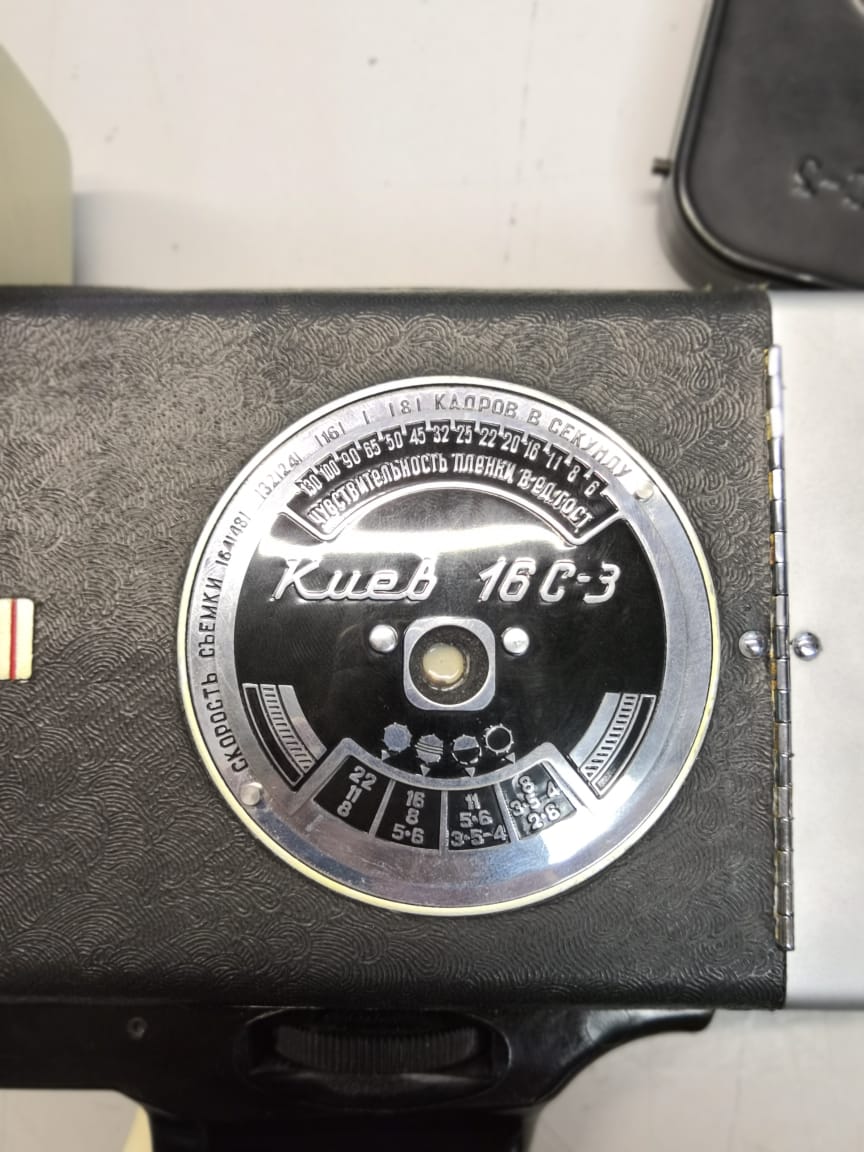 СКОРОСТЬ СЪЕМКИ 16 И 48 32 24 16 8 КАДРОВ В СЕКУНДУ
130 100 90 65 50 45 32 25 22 20 16 11 8 6
ЧУВСТВИТЕЛЬНОСТЬ ПЛЕНКИ В ЕД. ГОСТ
Киев 16С-3
22 16 11 8
11 8 5·6 3·5-4
8 5·6 3·5-4 2·8